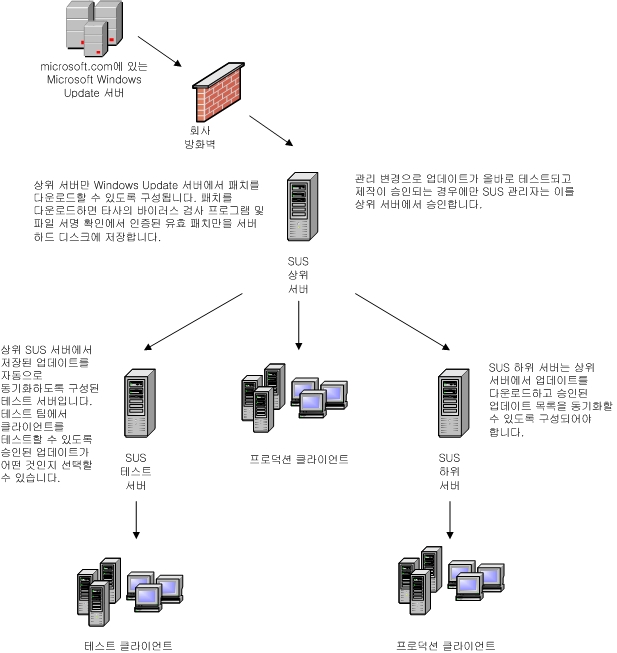 microsoft.com에 있는
Microsoft Windows
Update 서버
회사
방화벽
상위 서버만 Windows Update 서버에서 패치를
다운로드할 수 있도록 구성됩니다. 패치를
다운로드하면 타사의 바이러스 검사 프로그램 및
파일 서명 확인에서 인증된 유효 패치만을 서버
하드 디스크에 저장합니다.
관리 변경으로 업데이트가 올바로 테스트되고
제작이 승인되는 경우에만 SUS 관리자는 이를
상위 서버에서 승인합니다.
SUS
상위
서버
상위 SUS 서버에서
저장된 업데이트를
자동으로
동기화하도록 구성된
테스트 서버입니다.
테스트 팀에서
클라이언트를
테스트할 수 있도록
승인된 업데이트가
어떤 것인지 선택할
수 있습니다.
SUS
테스트
서버
프로덕션 클라이언트
SUS 하위 서버는 상위
서버에서 업데이트를
다운로드하고 승인된
업데이트 목록을 동기화할
수 있도록 구성되어야
합니다.
SUS
하위
서버
테스트 클라이언트
프로덕션 클라이언트